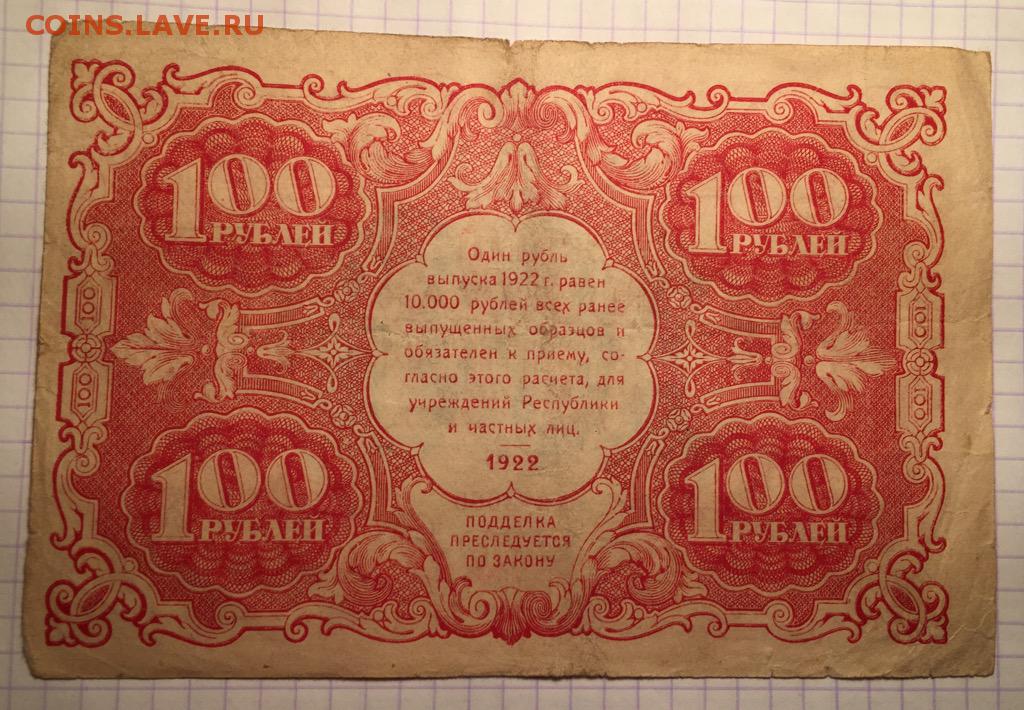 COINS.LAVE.RU
100
РУБЛЕЙ
100
РУБЛЕЙ
Один рубль
выпуска 1922 г. равен
10.000 рублей всех ранее
выпущенных образцов и
обязателен к приему, со-
гласно этого расчета, для
учреждений Республики
и частных лиц.
1922
100
РУБЛЕЙ
100
РУБЛЕЙ
ПОДДЕЛКА
ПРЕСЛЕДУЕТСЯ
ПО ЗАКОНУ